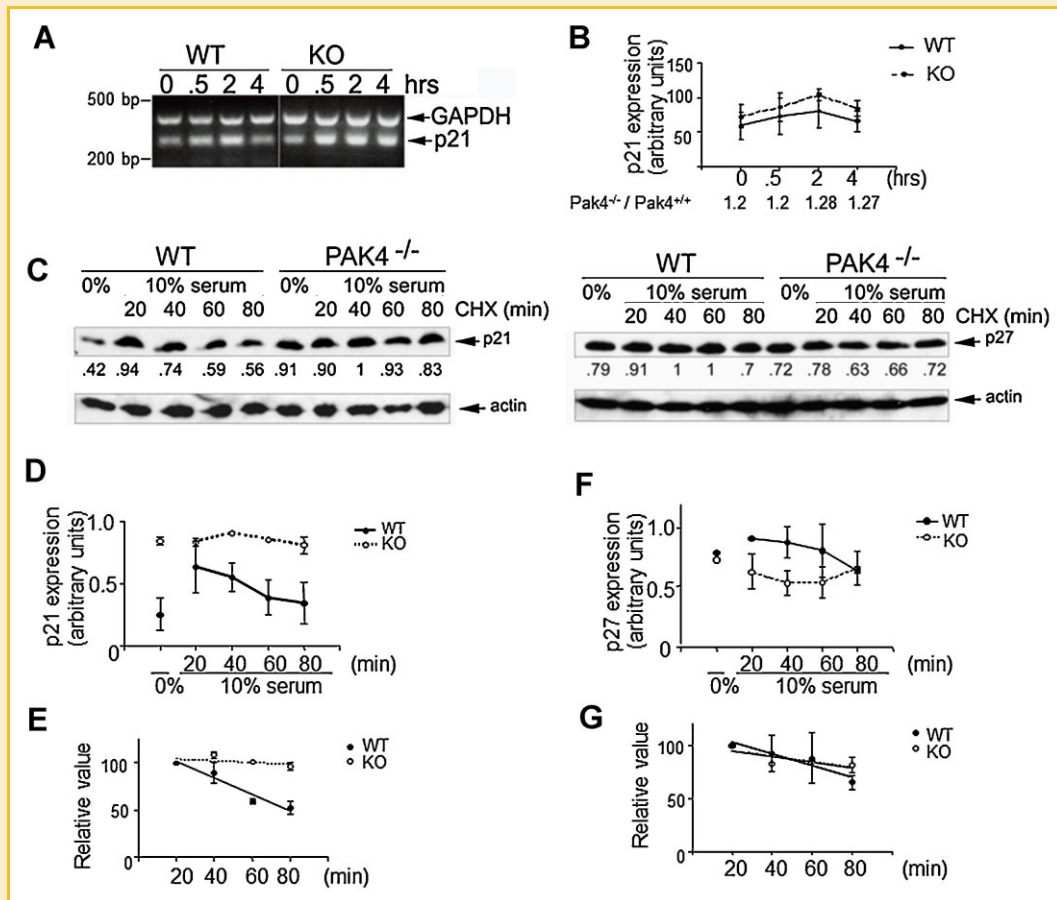 A
WT KO
0 .5 2 4 0 .5 2 4 hrs
500 bp
GAPDH
p21
200 bp
B
WT
KO
p21 expression
(arbitrary units)
150
100
50
0 .5 2 4 (hrs)
Pak4-/- / Pak4+/+ 1.2 1.2 1.28 1.27
C
WT PAK4 -/-
0% 10% serum 0% 10% serum
20 40 60 80 20 40 60 80 CHX (min)
p21
.42 .94 .74 .59 .56 .91 .90 1 .93 .83
actin
WT PAK4 -/-
0% 10% serum 0% 10% serum
20 40 60 80 20 40 60 80 CHX (min)
p27
.79 .91 1 1 .7 .72 .78 .63 .66 .72
actin
D
p21 expression
(arbitrary units)
1.0
0.5
0
WT
KO
20 40 60 80 (min)
0% 10% serum
F
p27 expression
(arbitrary units)
1.0
0.5
0
WT
KO
20 40 60 80 (min)
0% 10% serum
E
Relative value
100
50
0
WT
KO
20 40 60 80 (min)
G
Relative value
100
50
0
WT
KO
20 40 60 80 (min)